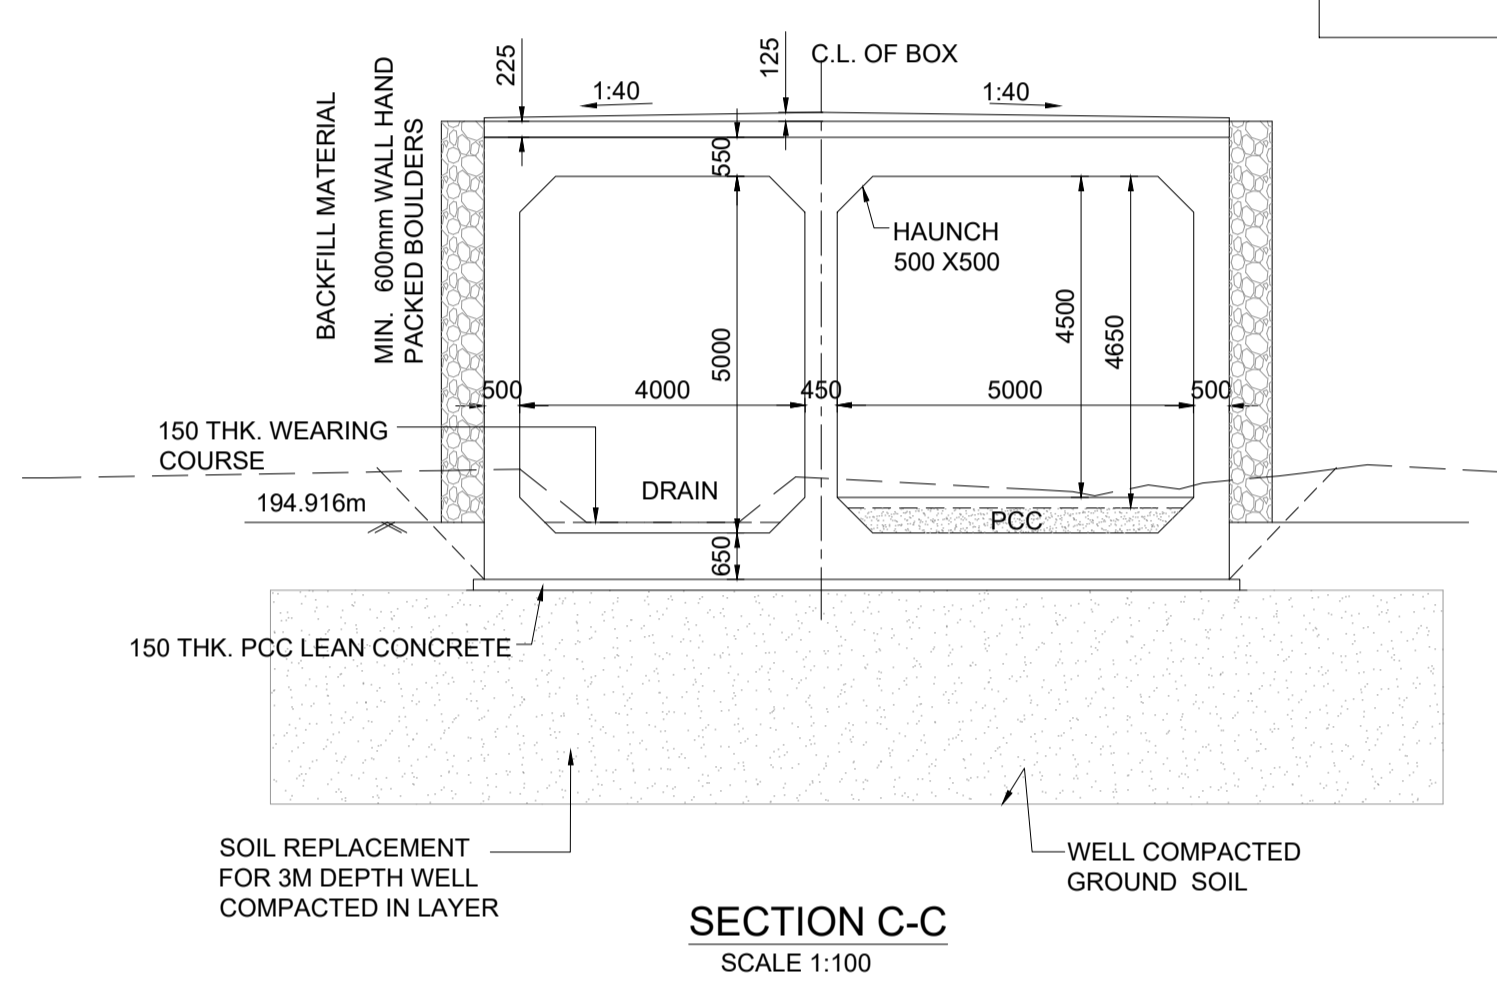 225
125
C.L. OF BOX
1:40
1:40
BACKFILL MATERIAL
MIN. 600mm WALL HAND
PACKED BOULDERS
550
HAUNCH
500 X500
5000
4500
4650
500
4000
450
5000
500
150 THK. WEARING
COURSE
194.916m
DRAIN
PCC
650
150 THK. PCC LEAN CONCRETE
SOIL REPLACEMENT
FOR 3M DEPTH WELL
COMPACTED IN LAYER
WELL COMPACTED
GROUND SOIL
SECTION C-C
SCALE 1:100